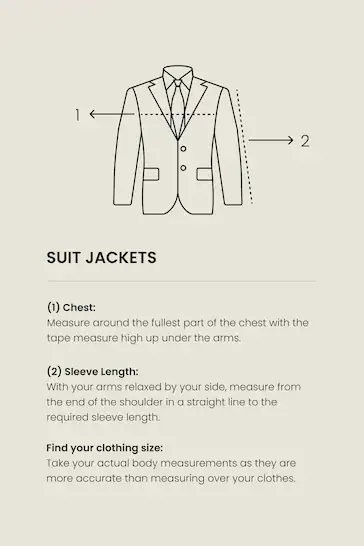 1
2
SUIT JACKETS
(1) Chest:
Measure around the fullest part of the chest with the
tape measure high up under the arms.
(2) Sleeve Length:
With your arms relaxed by your side, measure from
the end of the shoulder in a straight line to the
required sleeve length.
Find your clothing size:
Take your actual body measurements as they are
more accurate than measuring over your clothes.